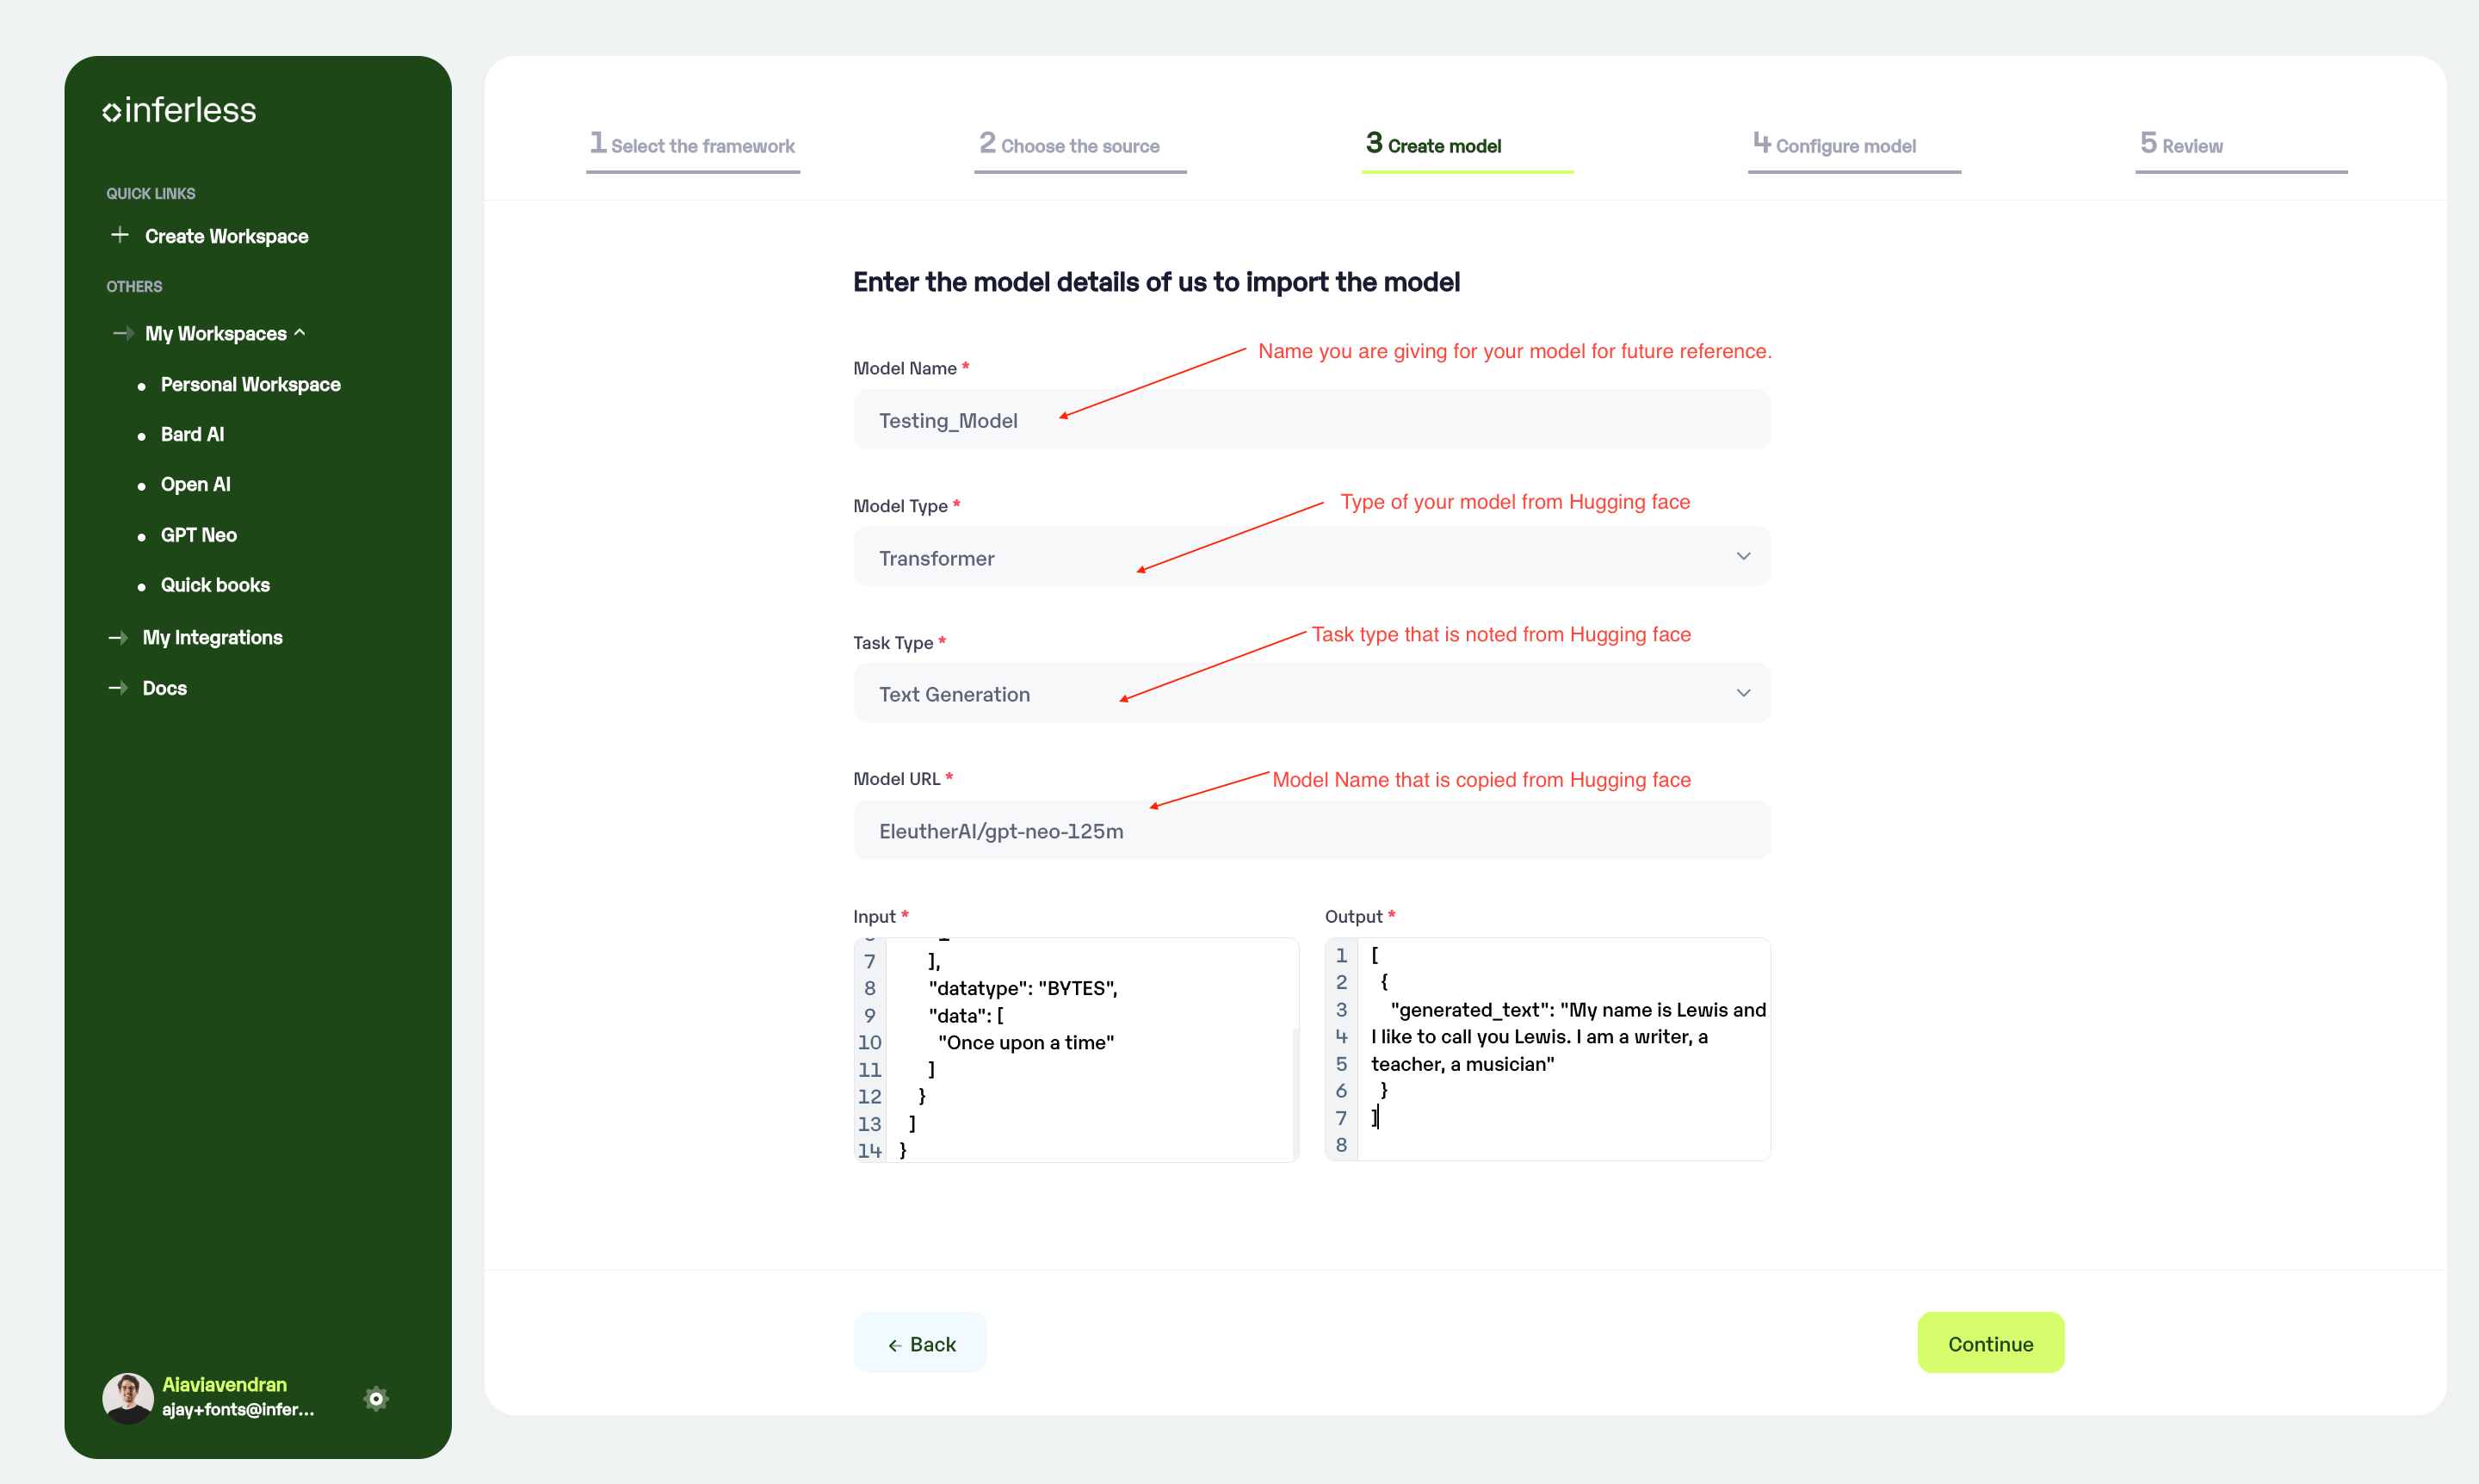 inferless
QUICK LINKS
Create Workspace
OTHERS
My Workspaces
Personal Workspace
Bard AI
Open AI
GPT Neo
Quick books
My Integrations
Docs
Aiaviavendran
ajay+fonts@infer...
1 Select the framework
2 Choose the source
3 Create model
4 Configure model
5 Review
Enter the model details of us to import the model
Name you are giving for your model for future reference.
Model Name *
Testing_Model
Type of your model from Hugging face
Model Type *
Transformer
Task type that is noted from Hugging face
Task Type *
Text Generation
Model URL *
Model Name that is copied from Hugging face
EleutherAI/gpt-neo-125m
Input *
7 ],
8 "datatype": "BYTES",
9 "data": [
10 "Once upon a time"
11 ]
12 }
13 ]
14 }
Output *
1 [
2 {
3 "generated_text": "My name is Lewis and
4 I like to call you Lewis. I am a writer, a
5 teacher, a musician"
6 }
7 ]
8
← Back
Continue